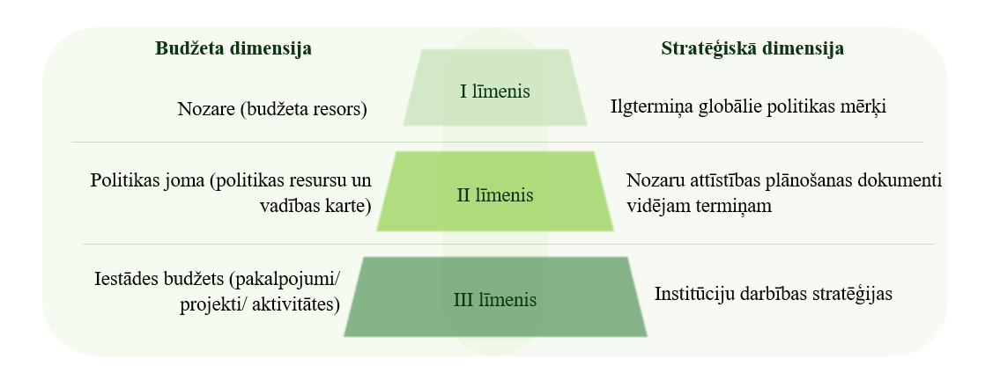 Budžeta dimensija
Stratēģiskā dimensija
I līmenis
Nozare (budžeta resors)
Ilgtermiņa globālie politikas mērķi
Politikas joma (politikas resursu un
vadības karte)
II līmenis
Nozaru attīstības plānošanas dokumenti
vidējam termiņam
Iestādes budžets (pakalpojumi/
projekti/ aktivitātes)
III līmenis
Institūciju darbības stratēģijas